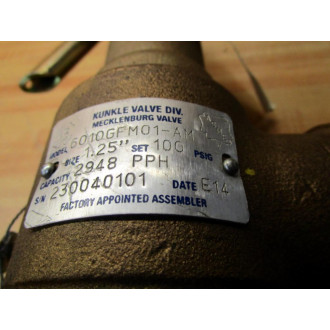 KUNKLE VALVE DIV.
MECKLENBURG VALVE
MODEL 6010GFM01-AM
SIZE 1.25" SET 100 PSIG
CAPACITY 2948 PPH
S/N 230040101 DATE E14
FACTORY APPOINTED ASSEMBLER